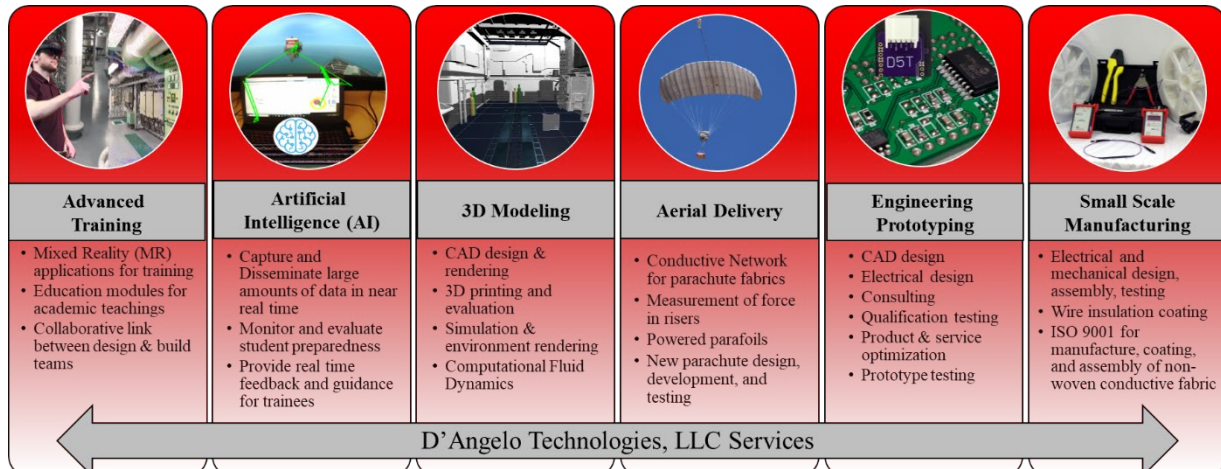 D5T
Advanced
Training
Mixed Reality (MR)
applications for training
Education modules for
academic teachings
Collaborative link
between design & build
teams
Artificial
Intelligence (AI)
Capture and
Disseminate large
amounts of data in near
real time
Monitor and evaluate
student preparedness
Provide real time
feedback and guidance
for trainees
3D Modeling
CAD design &
rendering
3D printing and
evaluation
Simulation &
environment rendering
Computational Fluid
Dynamics
Aerial Delivery
Conductive Network
for parachute fabrics
Measurement of force
in risers
Powered parafoils
New parachute design,
development, and
testing
Engineering
Prototyping
CAD design
Electrical design
Consulting
Qualification testing
Product & service
optimization
Prototype testing
Small Scale
Manufacturing
Electrical and
mechanical design,
assembly, testing
Wire insulation coating
ISO 9001 for
manufacture, coating,
and assembly of non-
woven conductive fabric
D’Angelo Technologies, LLC Services